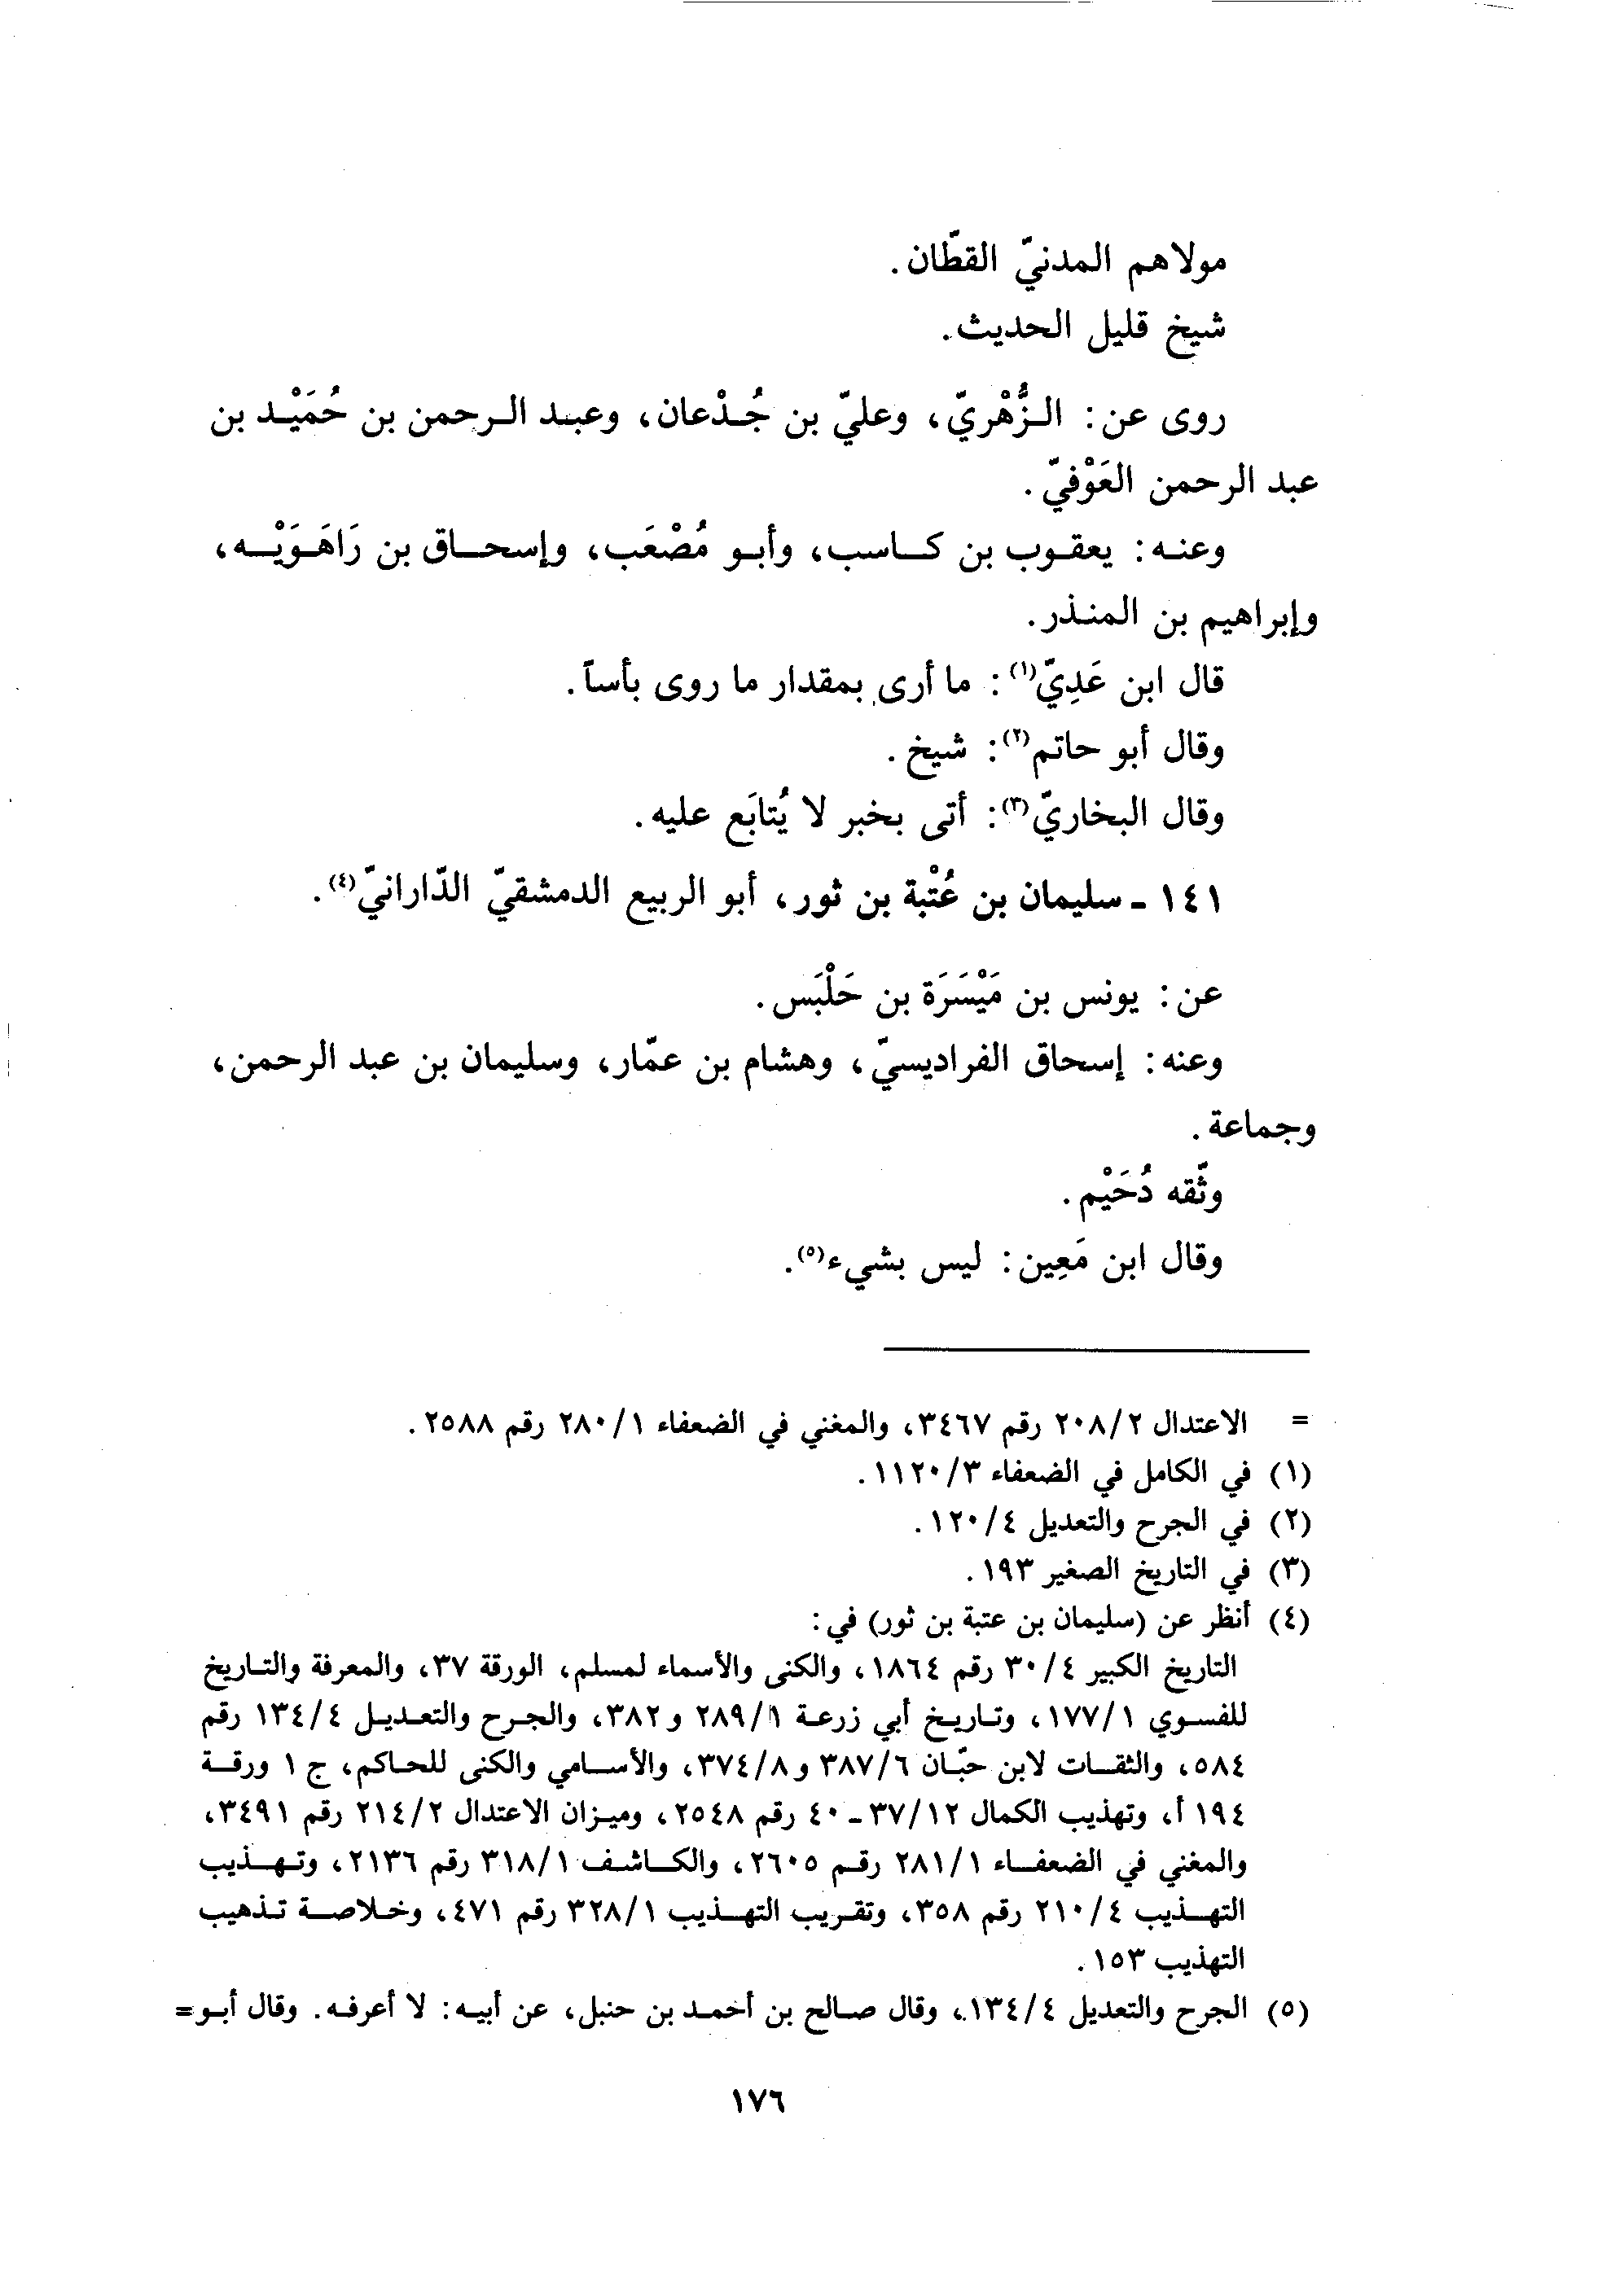 مولاهم المدنيّ القطّان.
شيخ قليل الحديث.
روى عن: الزُّهْريّ، وعليّ بن جُدْعان، وعبد الرحمن بن حُمَيْد بن
عبد الرحمن العَوْفيّ.
وعنه: يعقوب بن كاسب، وأبو مُصْعَب، وإسحاق بن رَاهَوَيْه،
وإبراهيم بن المنذر.
قال ابن عَدِيّ(١): ما أرى بمقدار ما روى بأساً.
وقال أبو حاتم(٢): شيخ.
وقال البخاريّ(٣): أتى بخبر لا يُتابَع عليه.
١٤١ - سليمان بن عُتْبة بن ثور، أبو الربيع الدمشقيّ الدّارانيّ(٤).
عن: يونس بن مَيْسَرَة بن حَلْبَس.
وعنه: إسحاق الفراديسيّ، وهشام بن عمّار، وسليمان بن عبد الرحمن،
وجماعة.
وثّقه دُحَيْم.
وقال ابن مَعِين: ليس بشيء(٥).
= الاعتدال ٢٠٨/٢ رقم ٣٤٦٧، والمغني في الضعفاء ٢٨٠/١ رقم ٢٥٨٨.
(١) في الكامل في الضعفاء ١١٢٠/٣.
(٢) في الجرح والتعديل ١٢٠/٤.
(٣) في التاريخ الصغير ١٩٣.
(٤) أنظر عن (سليمان بن عتبة بن ثور) في:
التاريخ الكبير ٣٠/٤ رقم ١٨٦٤، والكنى والأسماء لمسلم، الورقة ٣٧، والمعرفة والتاريخ
للفسوي ١٧٧/١، وتاريخ أبي زرعة ٢٨٩/١ و ٣٨٢، والجرح والتعديل ١٣٤/٤ رقم
٥٨٤، والثقات لابن حبّان ٣٨٧/٦ و ٣٧٤/٨، والأسامي والكنى للحاكم، ج ١ ورقة
١٩٤ أ، وتهذيب الكمال ٣٧/١٢ - ٤٠ رقم ٢٥٤٨، وميزان الاعتدال ٢١٤/٢ رقم ٣٤٩١،
والمغني في الضعفاء ٢٨١/١ رقم ٢٦٠٥، والكاشف ٣١٨/١ رقم ٢١٣٦، وتهذيب
التهذيب ٢١٠/٤ رقم ٣٥٨، وتقريب التهذيب ٣٢٨/١ رقم ٤٧١، وخلاصة تذهيب
التهذيب ١٥٣.
(٥) الجرح والتعديل ١٣٤/٤، وقال صالح بن أحمد بن حنبل، عن أبيه: لا أعرفه. وقال أبو=
١٧٦